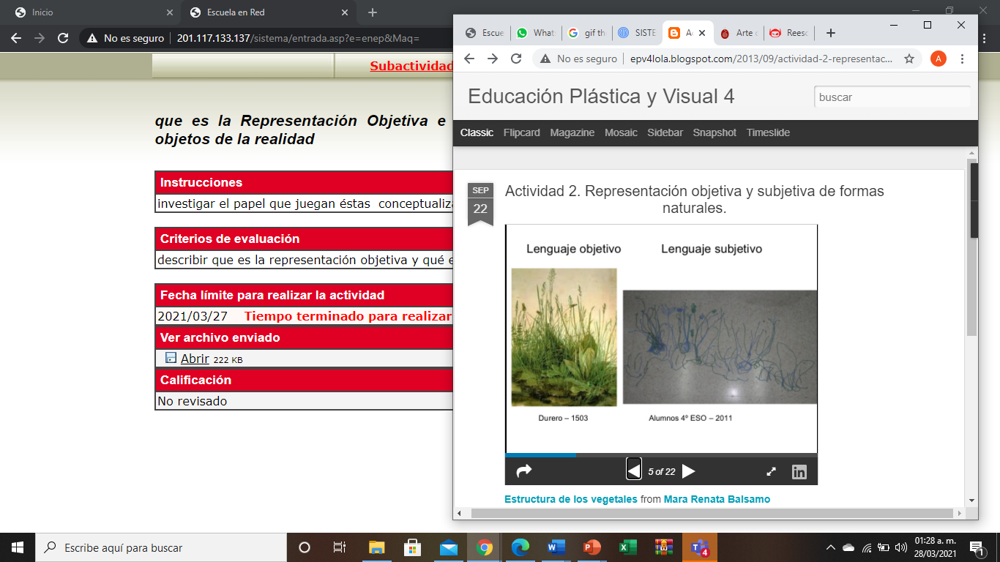 Inicio
Escuela en Red
No es seguro
201.117.133.137/sistema/entrada.asp?e=enep&Maq=
Subactividad
que es la Representación Objetiva e
objetos de la realidad
Instrucciones
investigar el papel que juegan éstas conceptualiza
Criterios de evaluación
describir que es la representación objetiva y qué e
Fecha límite para realizar la actividad
2021/03/27 Tiempo terminado para realizar
Ver archivo enviado
Abrir 222 KB
Calificación
No revisado
Escue
What
gif th
SISTE
A
Arte
Reesc
No es seguro
epv4lola.blogspot.com/2013/09/actividad-2-representac...
A
Educación Plástica y Visual 4
buscar
Classic Flipcard Magazine Mosaic Sidebar Snapshot Timeslide
SEP
22
Actividad 2. Representación objetiva y subjetiva de formas
naturales.
Lenguaje objetivo
Lenguaje subjetivo
Durero – 1503
Alumnos 4º ESO – 2011
5 of 22
in
Estructura de los vegetales from Mara Renata Balsamo
Escribe aquí para buscar
4
01:28 a. m.
28/03/2021
1